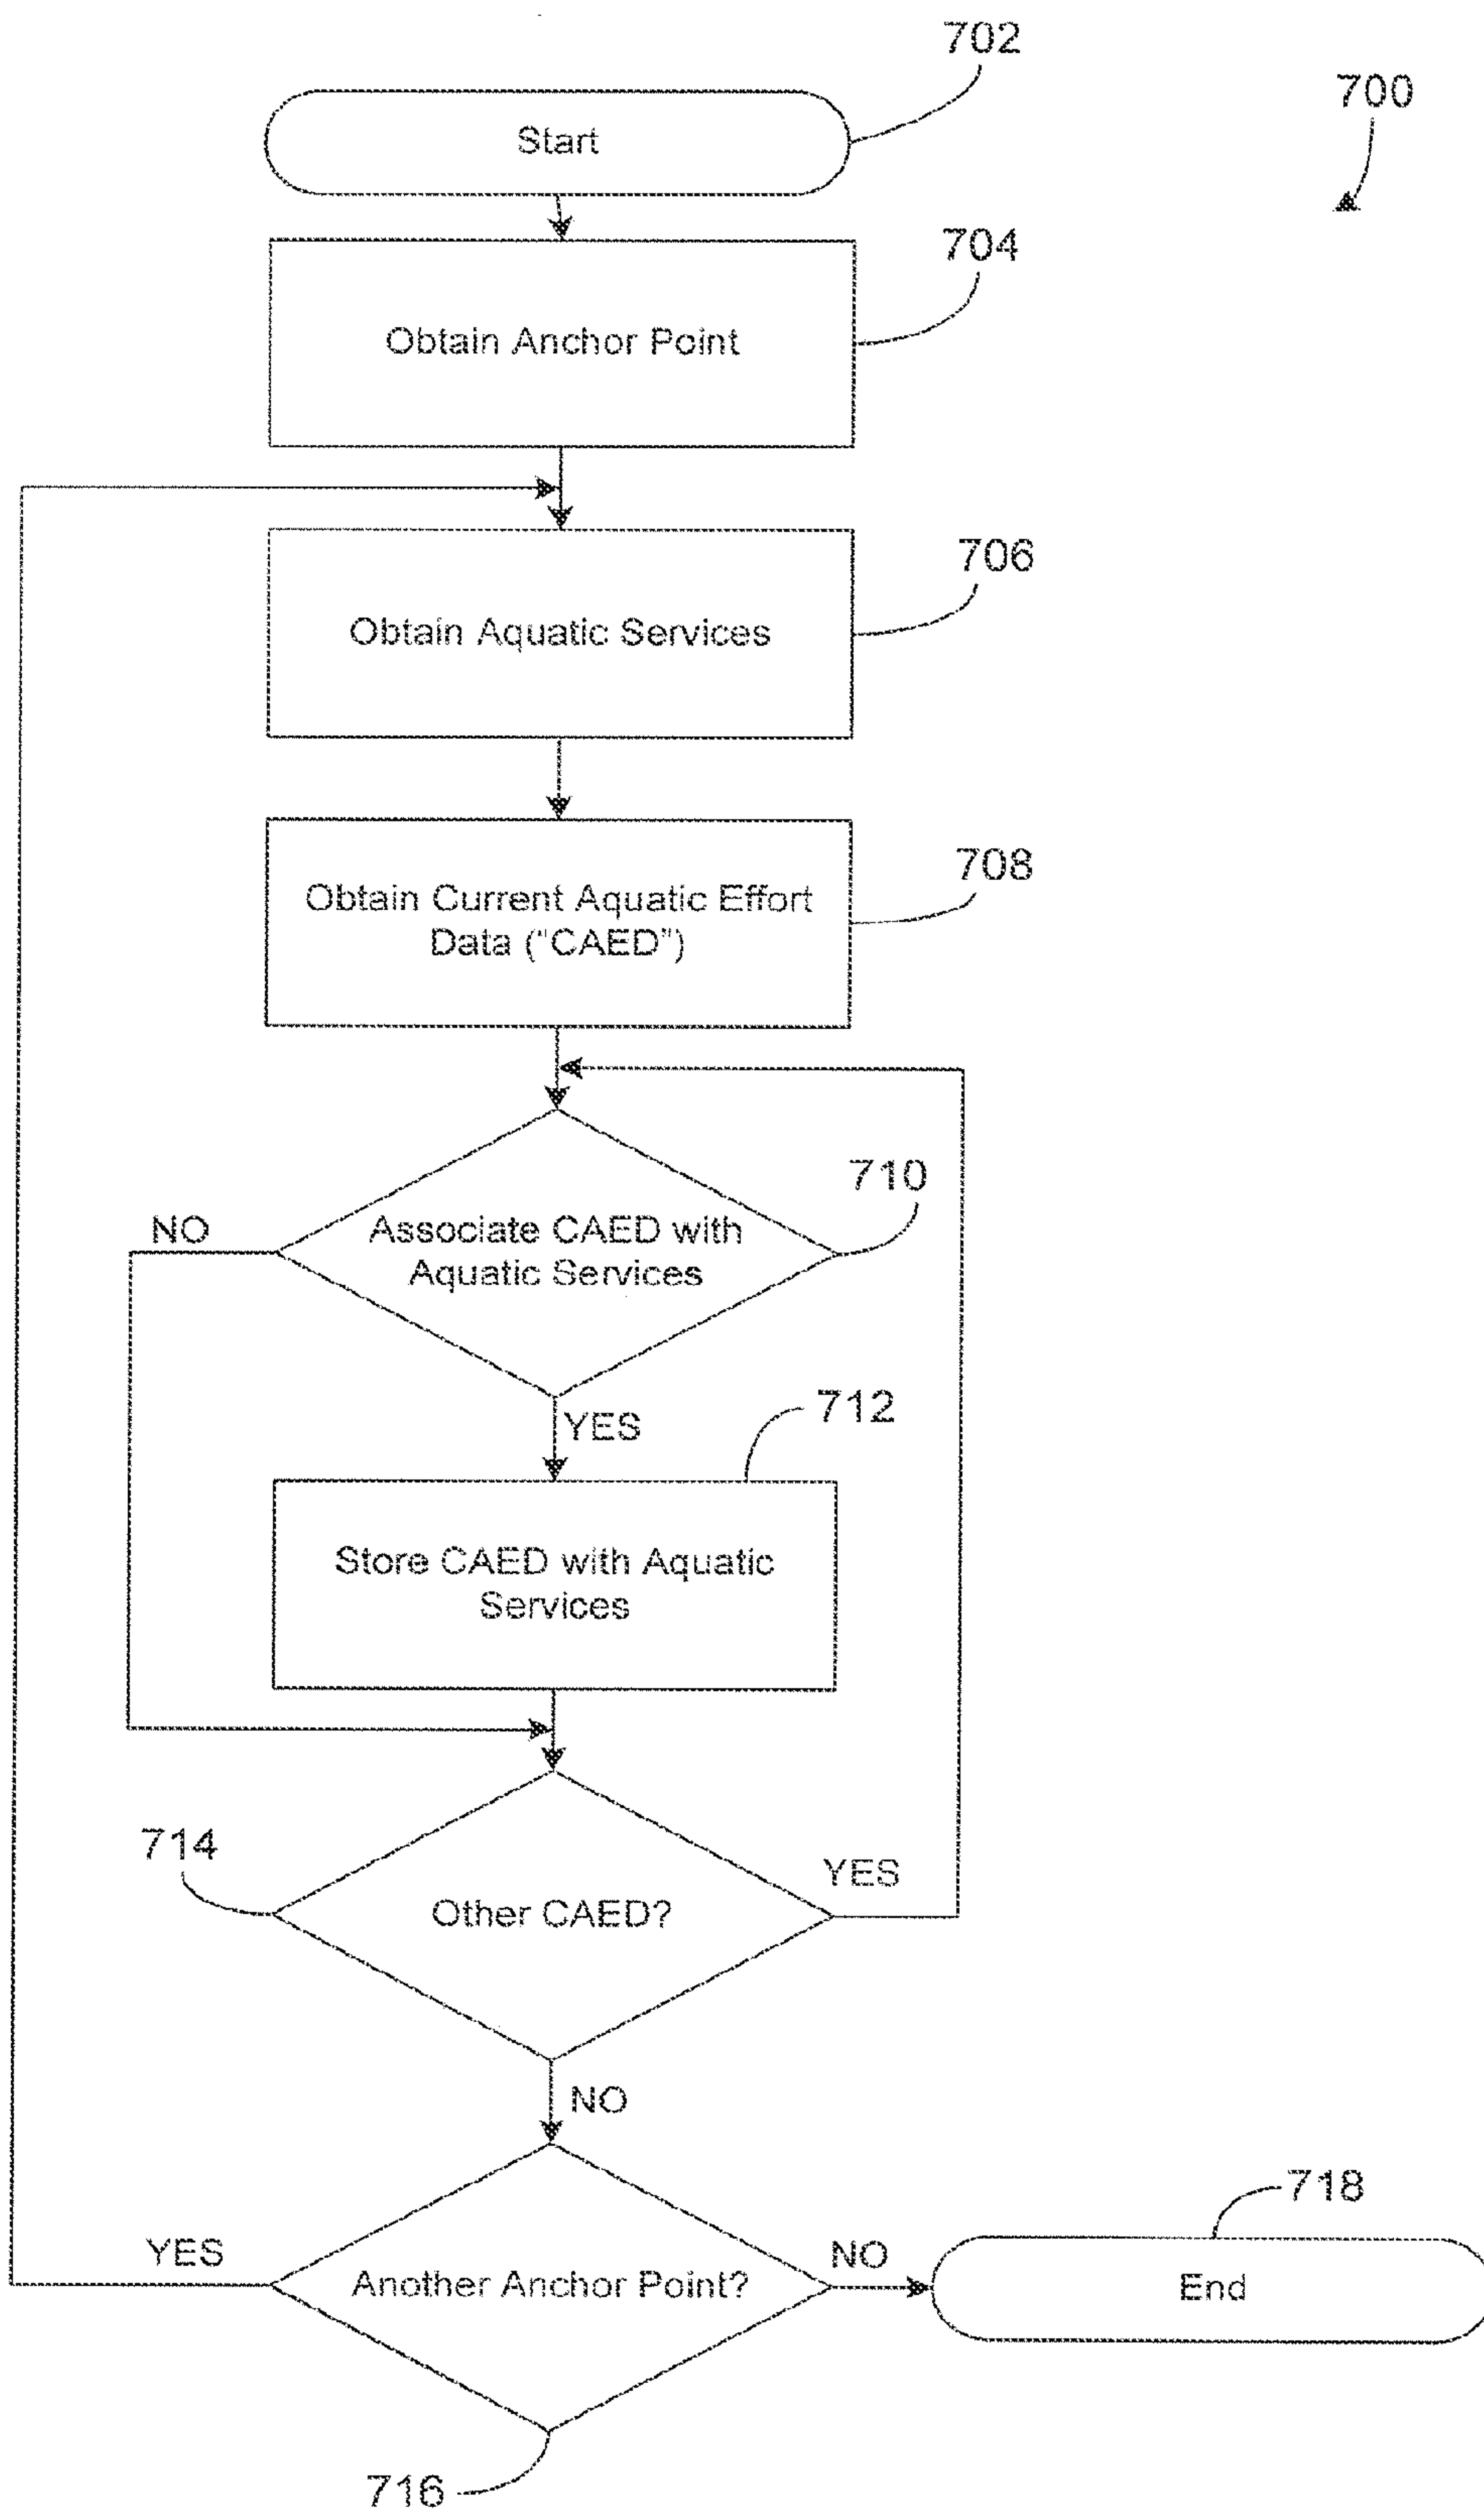 702
700
Start
704
Obtain Anchor Point
706
Obtain Aquatic Services
708
Obtain Current Aquatic Effort
Data ("CAED")
710
NO
Associate CAED with
Aquatic Services
712
YES
Store CAED with Aquatic
Services
714
YES
Other CAED?
NO
718
YES
NO
Another Anchor Point?
End
716